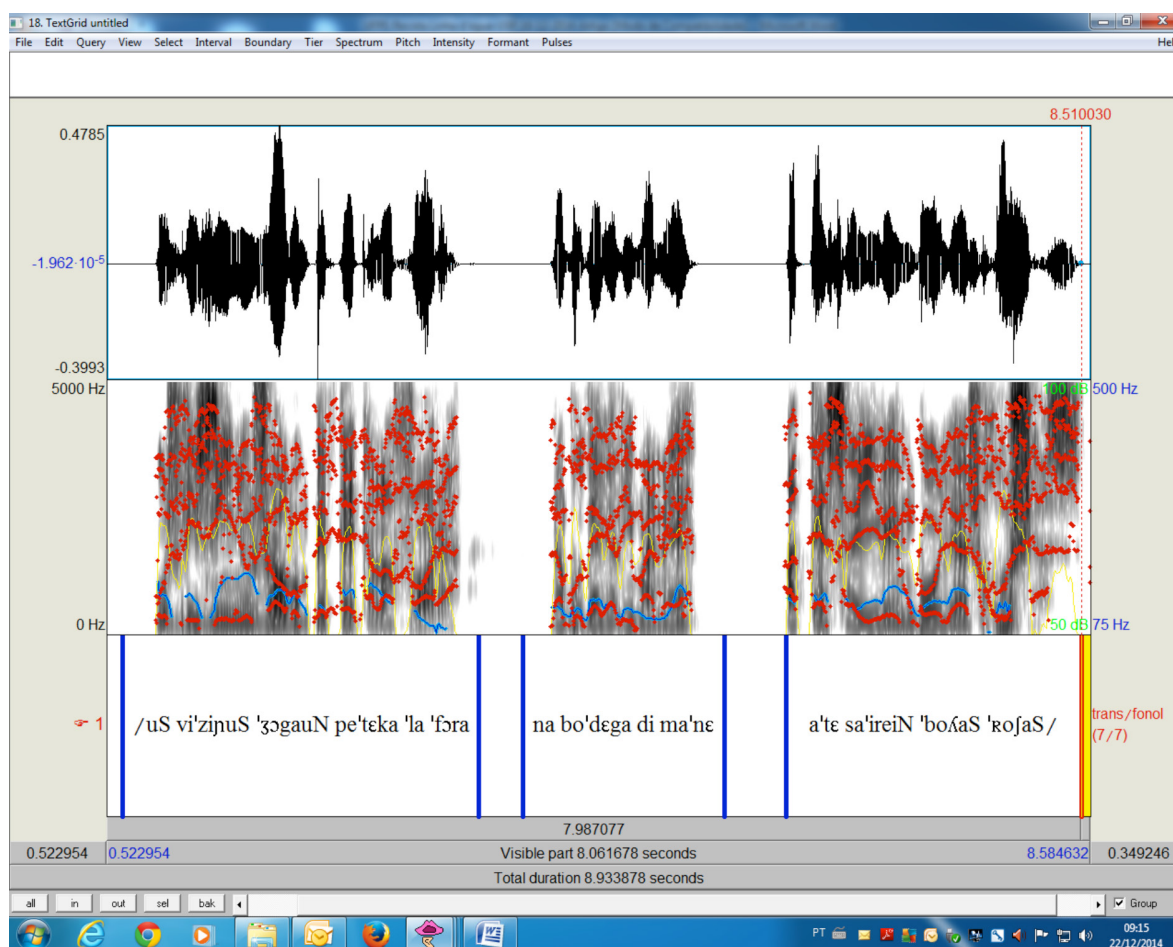 18. TextGrid untitled
File Edit Query View Select Interval Boundary Tier Spectrum Pitch Intensity Formant Pulses Hel
8.510030
0.4785
-1.962·10⁻⁵
-0.3993
5000 Hz
100 dB 500 Hz
0 Hz
50 dB 75 Hz
☞ 1
/uS vi'ziɲuS 'ʒɔgauN pe'tɛka 'la 'fɔra
na bo'dɛga di ma'nɛ
a'tɛ sa'ireiN 'boʎaS 'ʀoʃaS/
trans/fonol
(7/7)
7.987077
0.522954 0.522954 Visible part 8.061678 seconds 8.584632 0.349246
Total duration 8.933878 seconds
all in out sel bak Group
PT 09:15